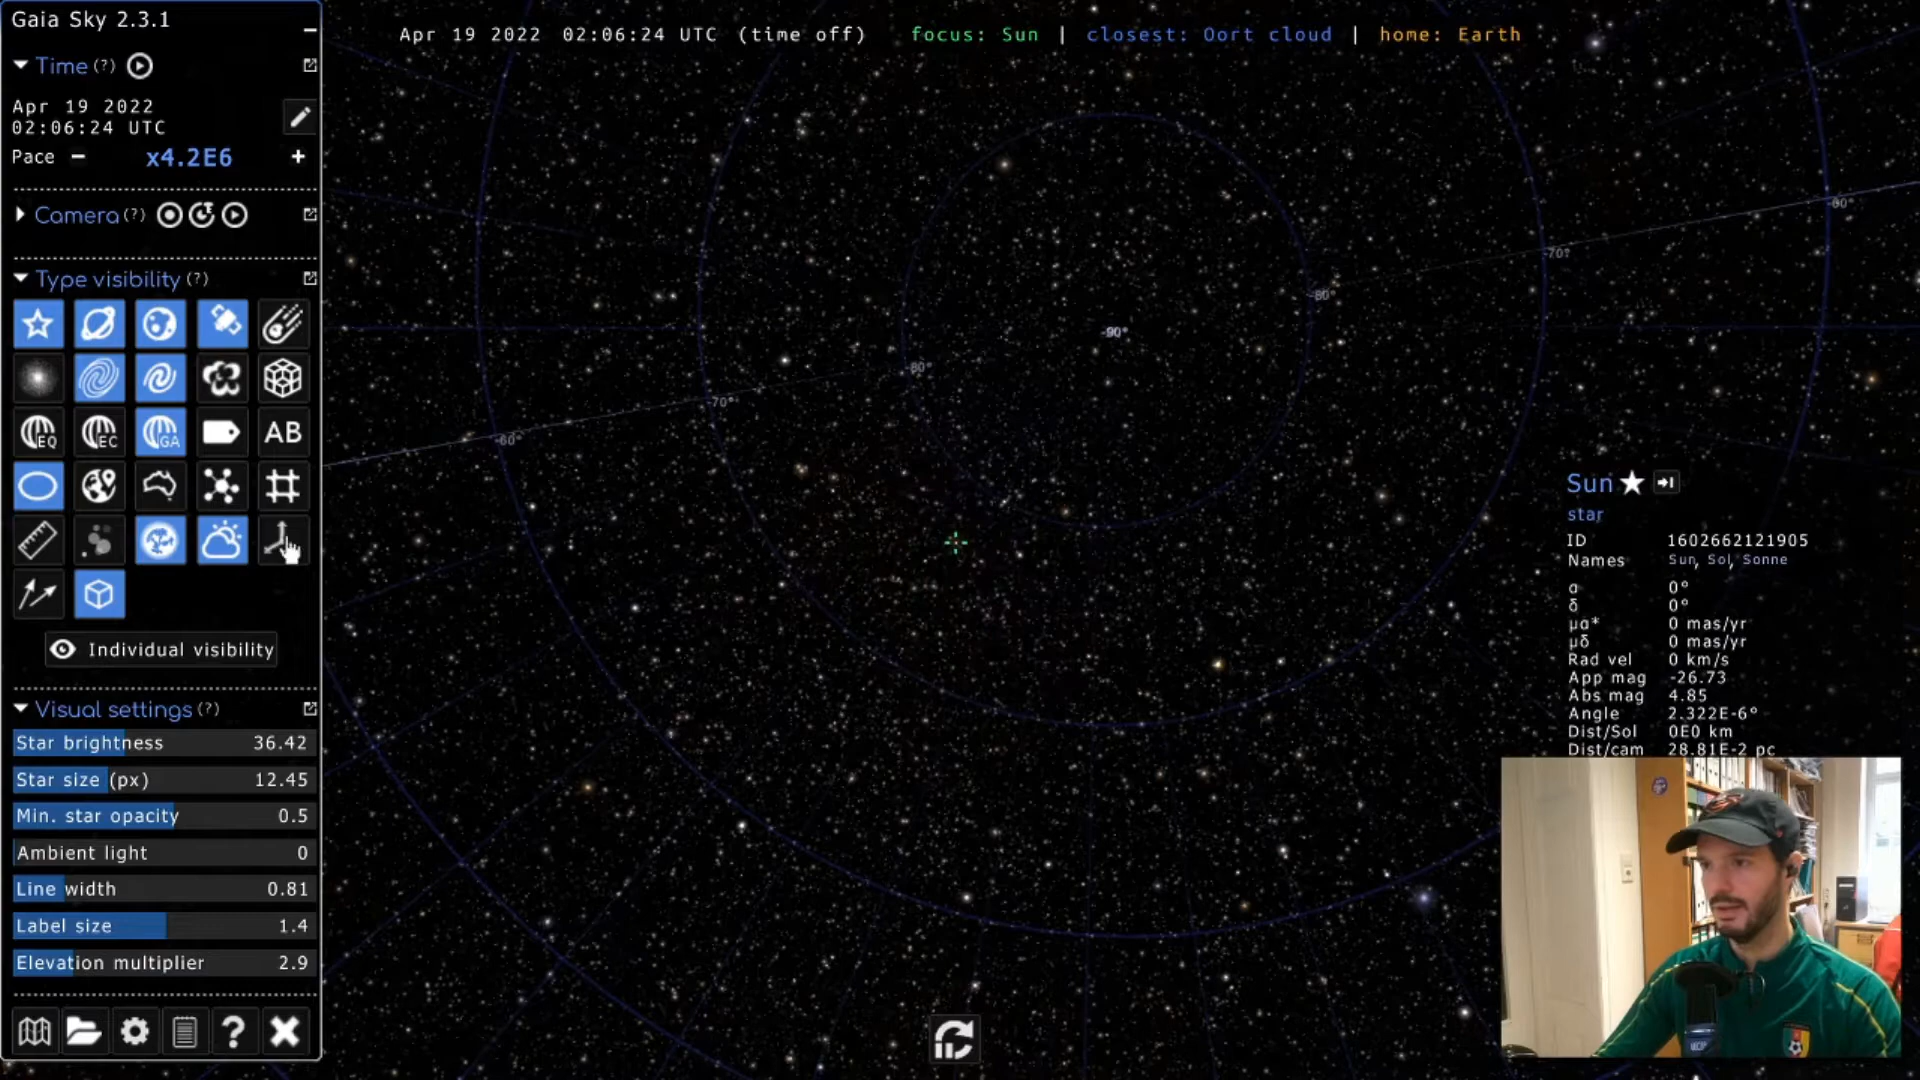 Gaia Sky 2.3.1
Apr 19 2022 02:06:24 UTC (time off) focus: Sun | closest: Oort cloud | home: Earth
Time (?)
Apr 19 2022
02:06:24 UTC
Pace - x4.2E6 +
Camera (?)
Type visibility (?)
EQ EC GA AB
Individual visibility
Visual settings (?)
Star brightness 36.42
Star size (px) 12.45
Min. star opacity 0.5
Ambient light 0
Line width 0.81
Label size 1.4
Elevation multiplier 2.9
?
-60°
-70°
-80°
-90°
-80°
-70°
-60°
Sun
star
ID 1602662121905
Names Sun, Sol, Sonne
α 0°
δ 0°
μα* 0 mas/yr
μδ 0 mas/yr
Rad vel 0 km/s
App mag -26.73
Abs mag 4.85
Angle 2.322E-6°
Dist/Sol 0E0 km
Dist/cam 28.81E-2 pc